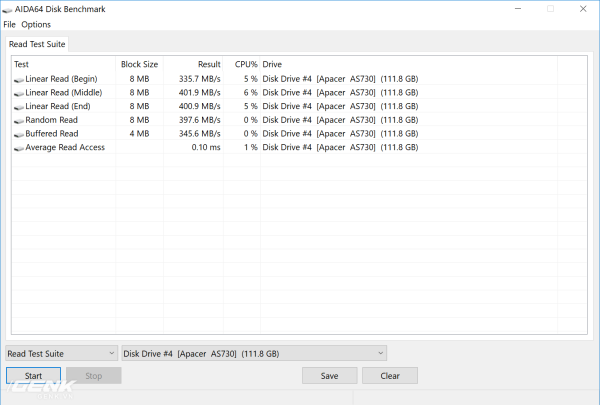 AIDA64 Disk Benchmark
File Options
Read Test Suite
Test Block Size Result CPU% Drive
Linear Read (Begin) 8 MB 335.7 MB/s 5 % Disk Drive #4 [Apacer AS730] (111.8 GB)
Linear Read (Middle) 8 MB 401.9 MB/s 6 % Disk Drive #4 [Apacer AS730] (111.8 GB)
Linear Read (End) 8 MB 400.9 MB/s 5 % Disk Drive #4 [Apacer AS730] (111.8 GB)
Random Read 8 MB 397.6 MB/s 0 % Disk Drive #4 [Apacer AS730] (111.8 GB)
Buffered Read 4 MB 345.6 MB/s 0 % Disk Drive #4 [Apacer AS730] (111.8 GB)
Average Read Access 0.10 ms 1 % Disk Drive #4 [Apacer AS730] (111.8 GB)
Read Test Suite Disk Drive #4 [Apacer AS730] (111.8 GB)
Start Stop Save Clear
GENK